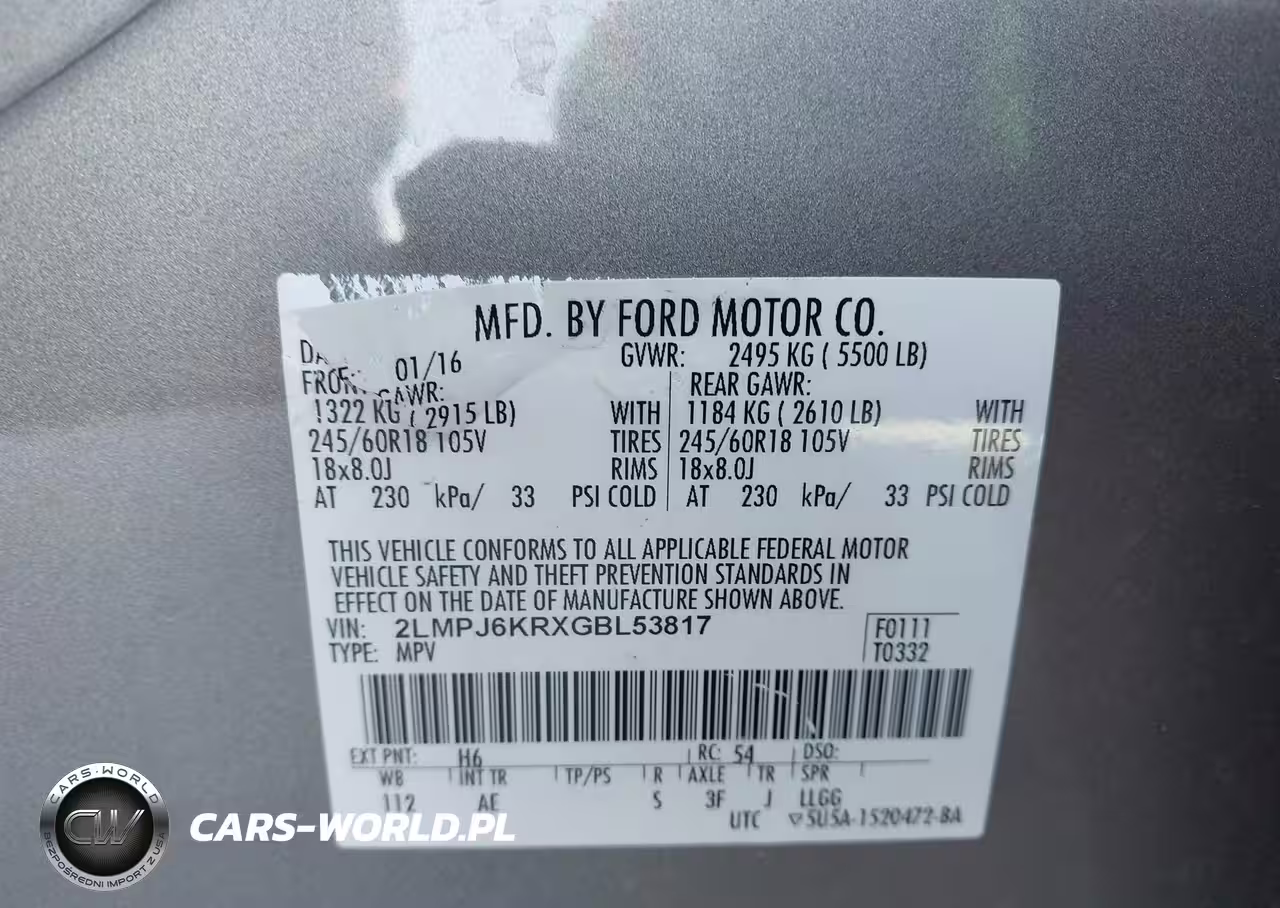 MFD. BY FORD MOTOR CO.
01/16 GVWR: 2495 KG ( 5500 LB)
GAWR: REAR GAWR:
1322 KG ( 2915 LB) WITH 1184 KG ( 2610 LB) WITH
245/60R18 105V TIRES 245/60R18 105V TIRES
18x8.0J RIMS 18x8.0J RIMS
AT 230 kPa/ 33 PSI COLD AT 230 kPa/ 33 PSI COLD
THIS VEHICLE CONFORMS TO ALL APPLICABLE FEDERAL MOTOR
VEHICLE SAFETY AND THEFT PREVENTION STANDARDS IN
EFFECT ON THE DATE OF MANUFACTURE SHOWN ABOVE.
VIN: 2LMPJ6KRXGBL53817 F0111
TYPE: MPV T0332
EXT PNT: H6 RC: 54 DSO:
WB INT TR TP/PS R AXLE TR SPR
112 AE S 3F J LLGG
UTC 5U5A-1520472-BA
CARS-WORLD
CW
BEZPOŚREDNI IMPORT Z USA
CARS-WORLD.PL